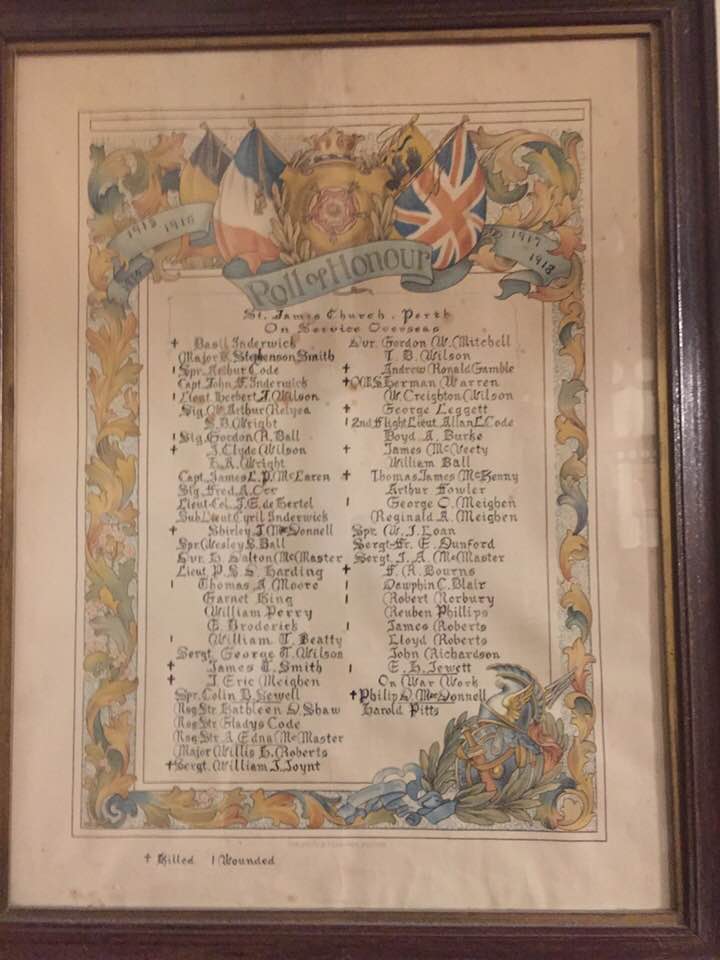 1915 1916
1917
1918
Roll of Honour
St. James Church, Perth
On Service Overseas
† Basil Inderwick
Major B. Stephenson Smith
| Spr. Arthur Code
Capt. John F. Inderwick
| Lieut. Herbert J. Wilson
Sig. W. Arthur Relyea
S. D. Wright
| Sig. Gordon R. Ball
† J. Clyde Wilson
H. R. Wright
Capt. James L. P. McLaren
Sig. Fred. A. Orr
Lieut-Col. J. E. de Hertel
Sub Lieut Cyril Inderwick
† Shirley J. McDonnell
Spr. Wesley S. Ball
Dvr. H. Dalton McMaster
Lieut. P. S. S. Harding
| Thomas A. Moore
Garnet King
William Perry
E. Broderick
| William T. Beatty
Sergt. George N. Wilson
† James C. Smith
† J. Eric Meighen
Spr. Colin B. Sewell
Nsg Str. Kathleen D. Shaw
Nsg Str. Gladys Code
Nsg Str. A. Edna McMaster
Major Willis H. Roberts
† Sergt. William J. Joynt
Dvr. Gordon W. Mitchell
T. B. Wilson
† Andrew Ronald Gamble
† Sherman Warren
W. Creighton Wilson
† George Leggett
| 2nd Flight Lieut. Allan L. Code
Boyd A. Burke
† James McVeety
William Ball
† Thomas James McKenny
Arthur Fowler
| George C. Meighen
Reginald A. Meighen
Spr. W. J. Loan
Sergt-Fr. E. Dunford
Sergt. J. A. McMaster
† F. R. Bourns
| Dawphin C. Blair
| Robert Norbury
Reuben Phillips
| James Roberts
Lloyd Roberts
John Richardson
| E. H. Jewett
On War Work
† Philip D. McDonnell
Harold Pitts
† Killed | Wounded